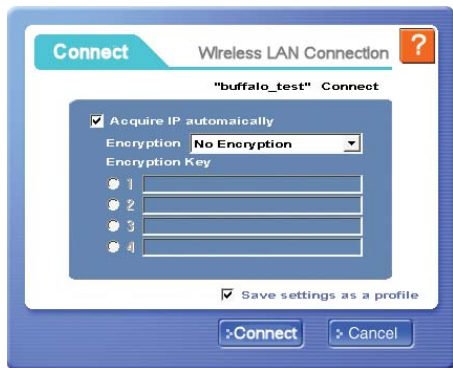 Connect Wireless LAN Connection ?
"buffalo_test" Connect
Acquire IP automaically
Encryption No Encryption
Encryption Key
1
2
3
4
Save settings as a profile
>Connect > Cancel